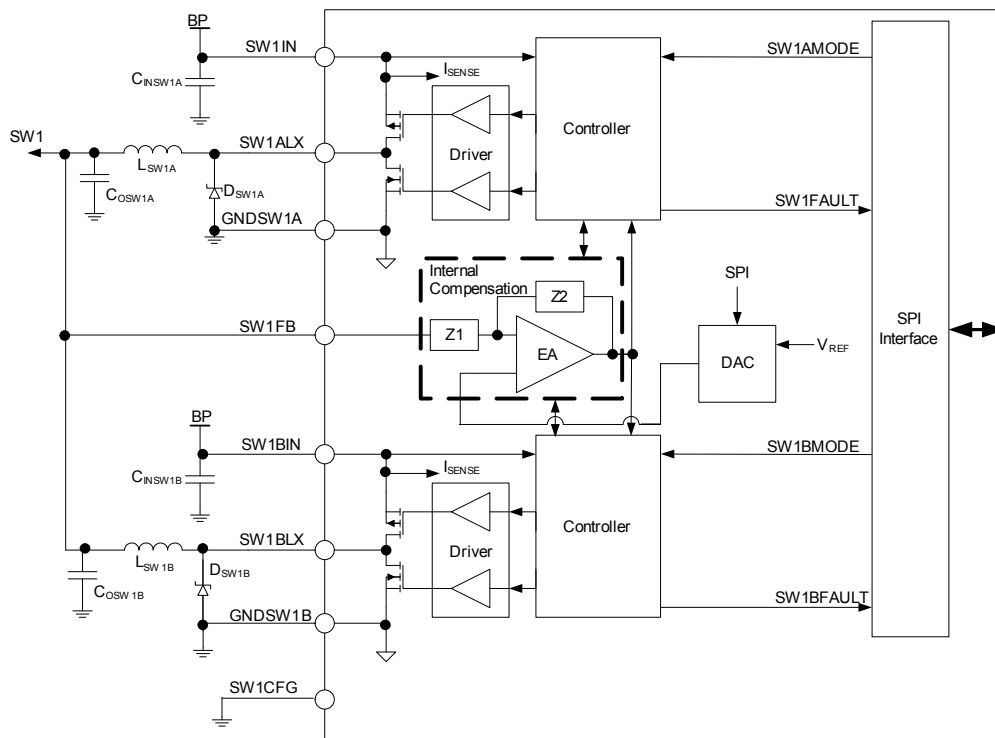 BP
SW1IN
SW1AMODE
CINSW1A
ISENSE
Controller
SW1
SW1ALX
LSW1A
Driver
DSW1A
COSW1A
GNDSW1A
SW1FAULT
Internal
Compensation
Z2
SPI
SW1FB
Z1
EA
DAC
VREF
SPI
Interface
BP
SW1BIN
SW1BMODE
CINSW1B
ISENSE
Controller
SW1BLX
LSW1B
Driver
DSW1B
COSW1B
SW1BFAULT
GNDSW1B
SW1CFG